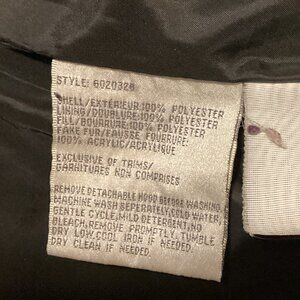 STYLE: 6020328
SHELL/EXTÉRIEUR:100% POLYESTER
LINING/DOUBLURE:100% POLYESTER
FILL/BOURRURE:100% POLYESTER
FAKE FUR/FAUSSE FOURRURE:
100% ACRYLIC/ACRYLIQUE
EXCLUSIVE OF TRIMS/
GARNITURES NON COMPRISES
REMOVE DETACHABLE HOOD BEFORE WASHING
MACHINE WASH SEPERATELY,COLD WATER,
GENTLE CYCLE,MILD DETERGENT,NO
BLEACH,REMOVE PROMPTLY,TUMBLE
DRY LOW,COOL IRON IF NEEDED.
DRY CLEAN IF NEEDED.